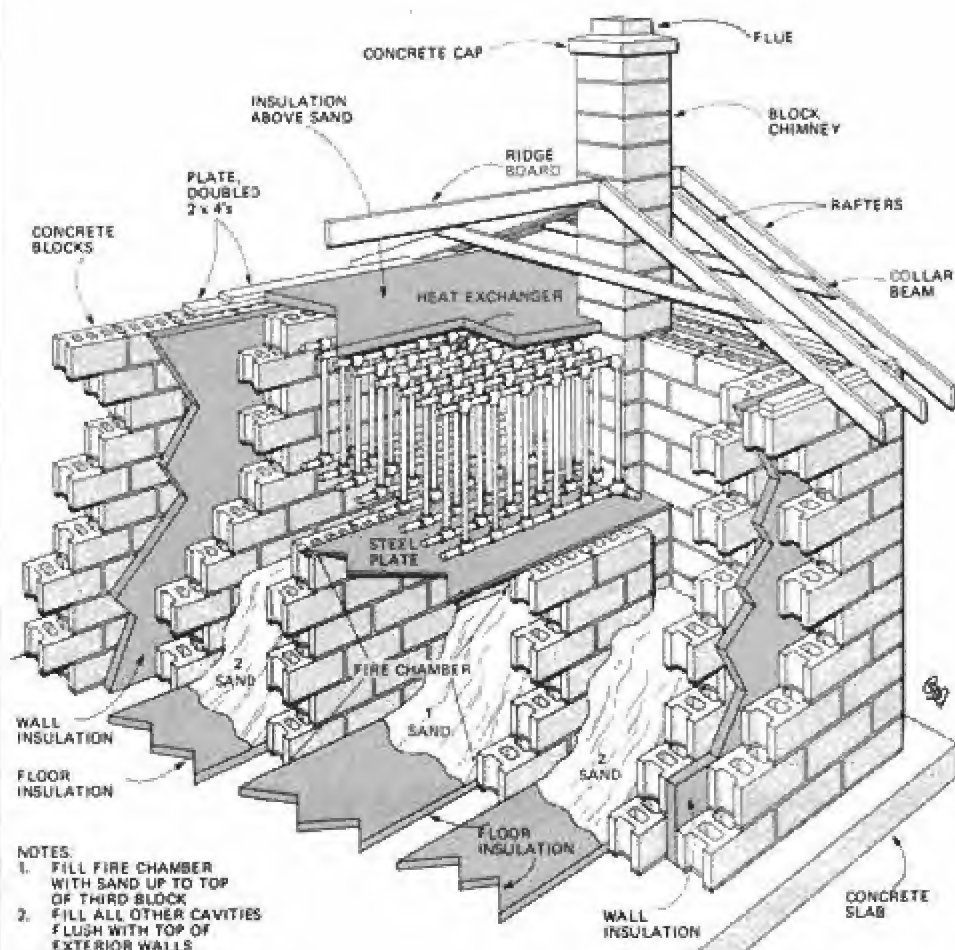 FLUE
CONCRETE CAP
INSULATION
ABOVE SAND
BLOCK
CHIMNEY
RIDGE
BOARD
PLATE,
DOUBLED
2 x 4's
RAFTERS
CONCRETE
BLOCKS
COLLAR
BEAM
HEAT EXCHANGER
STEEL
PLATE
FIRE CHAMBER
2
SAND
1
SAND
2
SAND
WALL
INSULATION
FLOOR
INSULATION
FLOOR
INSULATION
NOTES:
1. FILL FIRE CHAMBER
WITH SAND UP TO TOP
OF THIRD BLOCK
2. FILL ALL OTHER CAVITIES
FLUSH WITH TOP OF
EXTERIOR WALLS
WALL
INSULATION
CONCRETE
SLAB